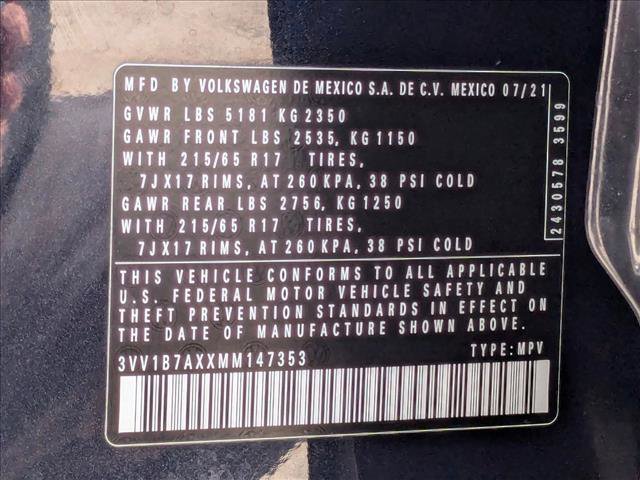 MFD BY VOLKSWAGEN DE MEXICO S.A. DE C.V. MEXICO 07/21
GVWR LBS 5181 KG 2350
GAWR FRONT LBS 2535, KG 1150
WITH 215/65 R17 TIRES,
7JX17 RIMS, AT 260 KPA, 38 PSI COLD
GAWR REAR LBS 2756, KG 1250
WITH 215/65 R17 TIRES,
7JX17 RIMS, AT 260 KPA, 38 PSI COLD
2430578 3599
THIS VEHICLE CONFORMS TO ALL APPLICABLE
U.S. FEDERAL MOTOR VEHICLE SAFETY AND
THEFT PREVENTION STANDARDS IN EFFECT ON
THE DATE OF MANUFACTURE SHOWN ABOVE.
3VV1B7AXXMM147353 TYPE: MPV